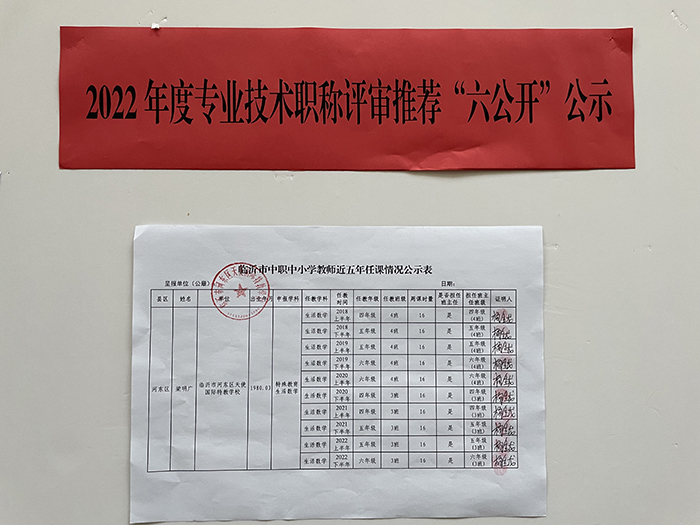 2022 年度专业技术职称评审推荐“六公开”公示
临沂市中职中小学教师近五年任课情况公示表
呈报单位（公章） 日期：
县区 姓名 单位 出生年月 申报学科 任教学科 任教时间 任教年级 任教班级 周课时量 是否担任班主任 担任班主任班级 证明人
河东区 梁明广 临沂市河东区天使国际特教学校 1980.03 特殊教育生活数学
生活数学 2018上半年 四年级 4班 16 是 四年级(4班)
生活数学 2018下半年 五年级 4班 16 是 五年级(4班)
生活数学 2019上半年 五年级 4班 16 是 五年级(4班)
生活数学 2019下半年 六年级 4班 16 是 六年级(4班)
生活数学 2020上半年 六年级 4班 16 是 六年级(4班)
生活数学 2020下半年 四年级 3班 16 是 四年级(3班)
生活数学 2021上半年 四年级 3班 16 是 四年级(3班)
生活数学 2021下半年 五年级 3班 16 是 五年级(3班)
生活数学 2022上半年 五年级 3班 16 是 五年级(3班)
生活数学 2022下半年 六年级 3班 16 是 六年级(3班)